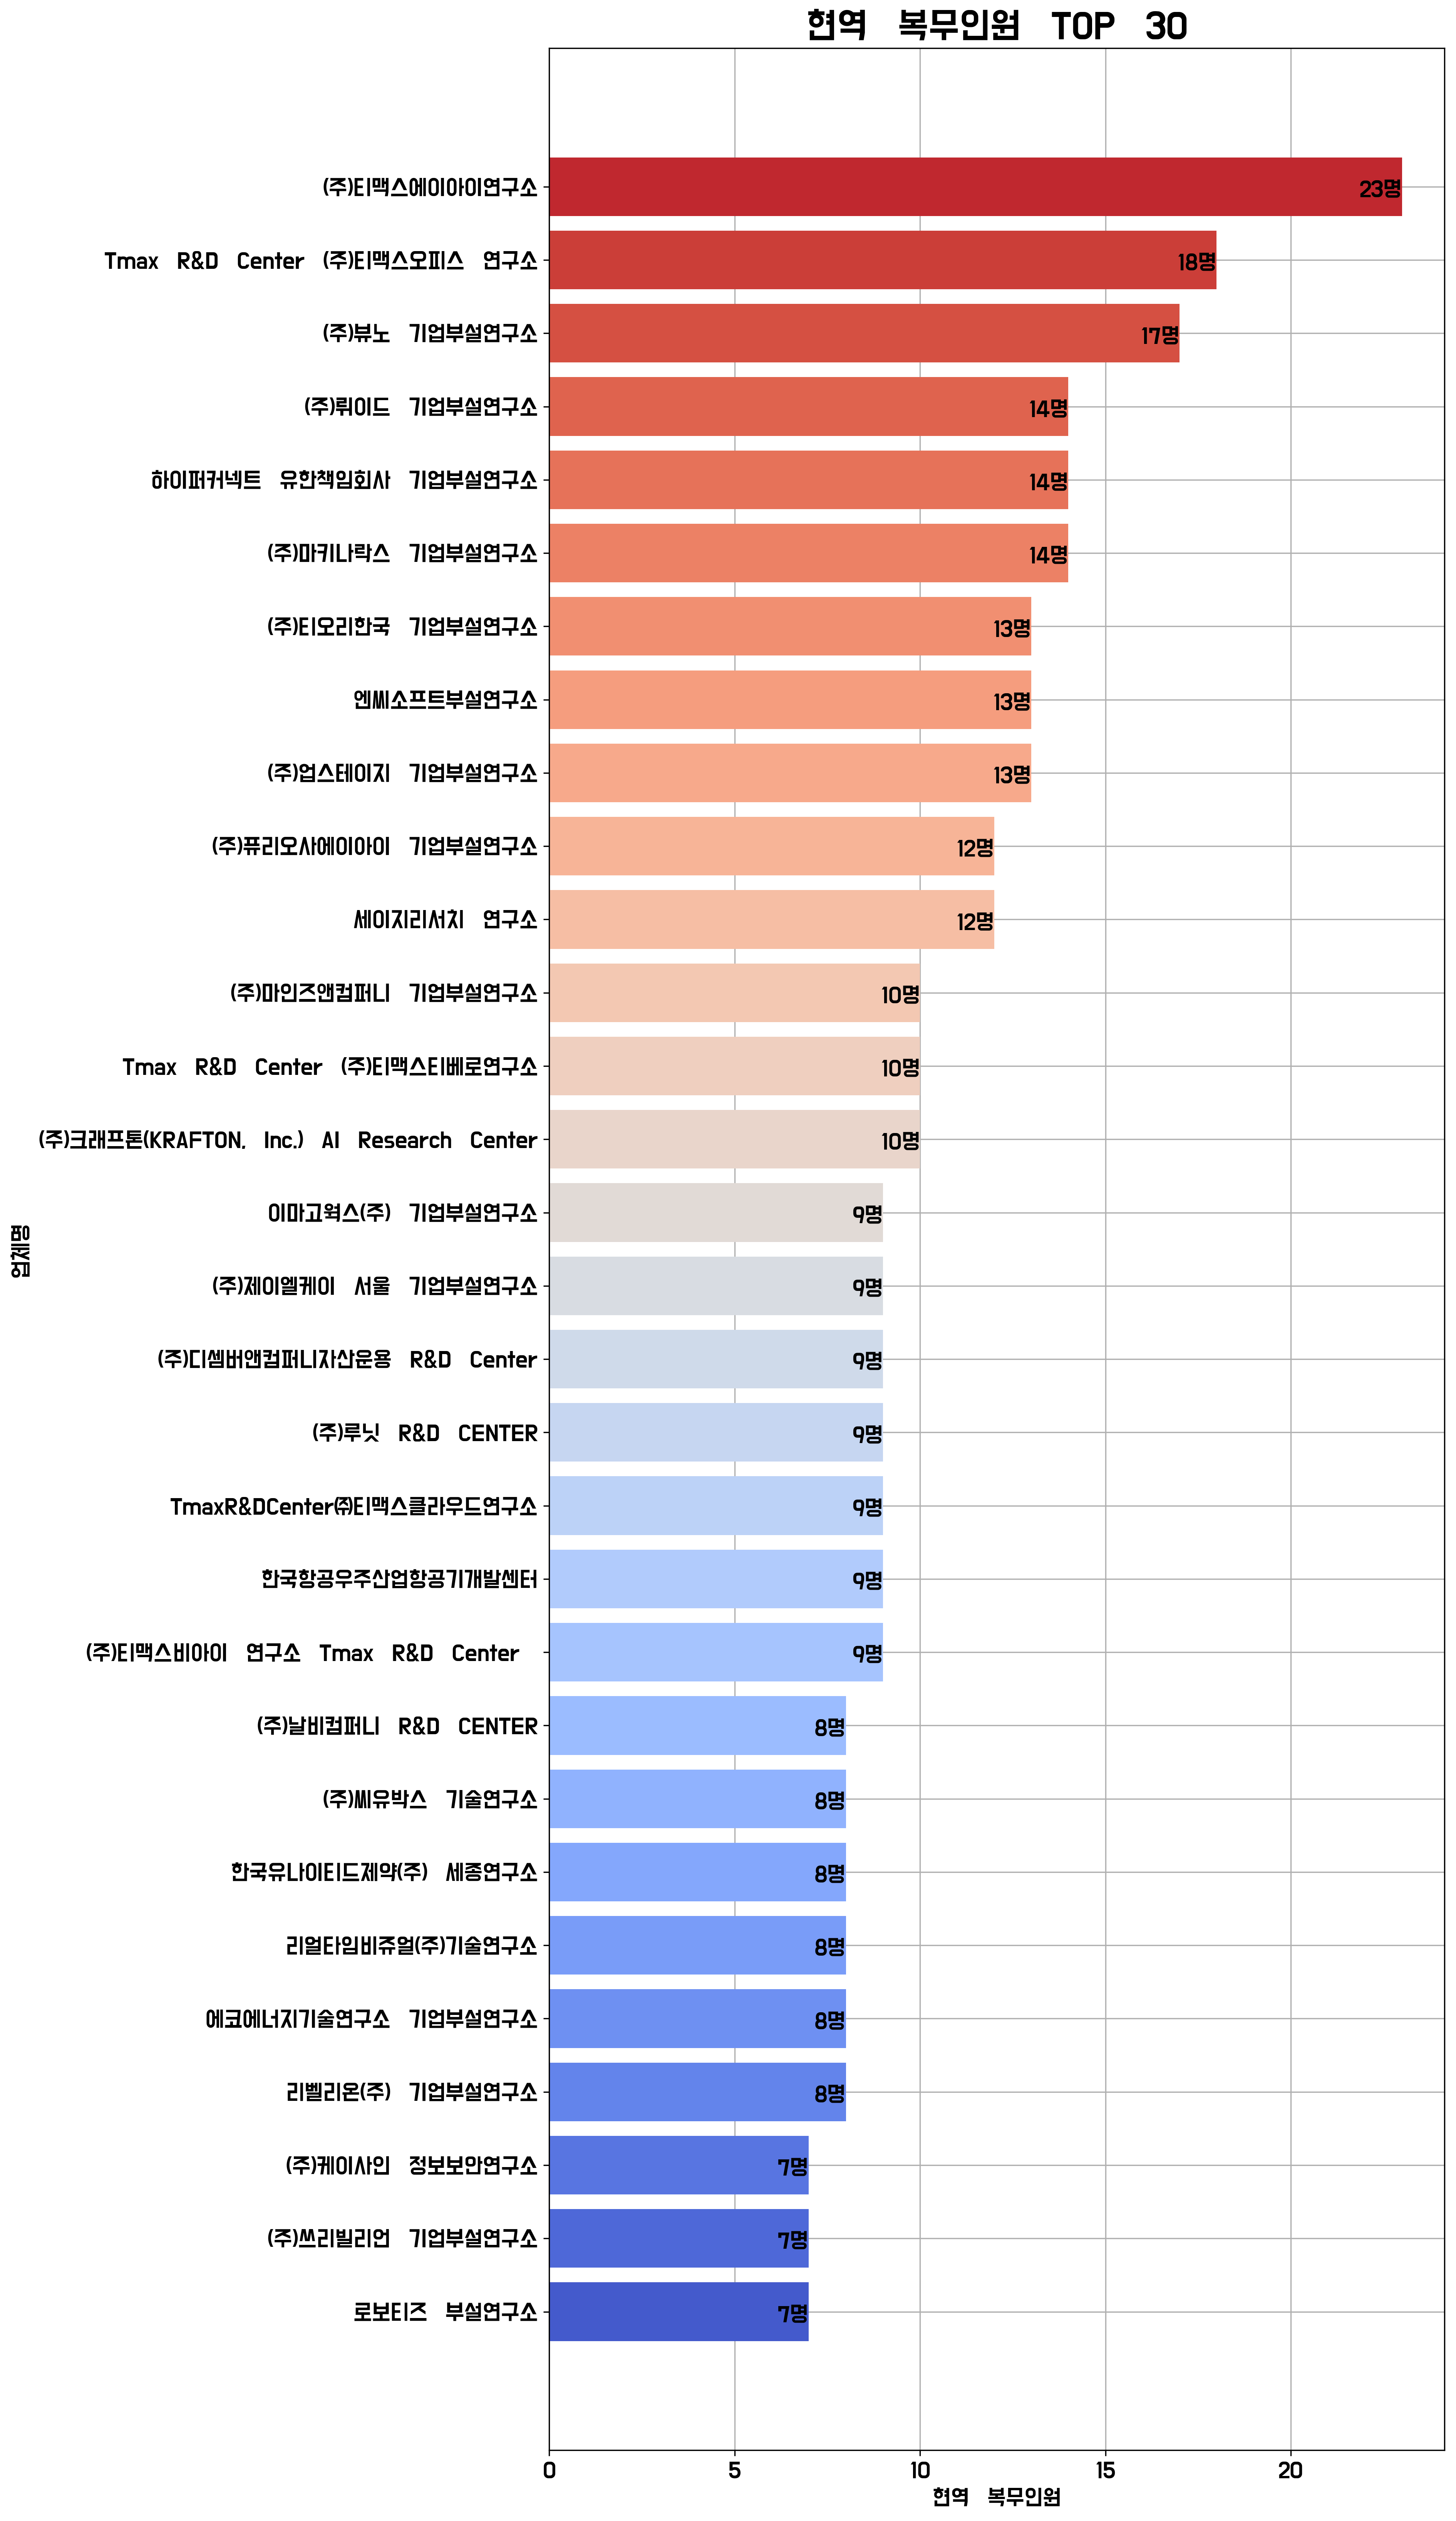 현역 복무인원 TOP 30
(주)티맥스에이아이연구소 23명
Tmax R&D Center (주)티맥스오피스 연구소 18명
(주)뷰노 기업부설연구소 17명
(주)뤼이드 기업부설연구소 14명
하이퍼커넥트 유한책임회사 기업부설연구소 14명
(주)마키나락스 기업부설연구소 14명
(주)티오리한국 기업부설연구소 13명
엔씨소프트부설연구소 13명
(주)업스테이지 기업부설연구소 13명
(주)퓨리오사에이아이 기업부설연구소 12명
세이지리서치 연구소 12명
(주)마인즈앤컴퍼니 기업부설연구소 10명
Tmax R&D Center (주)티맥스티베로연구소 10명
(주)크래프톤(KRAFTON, Inc.) AI Research Center 10명
이마고웍스(주) 기업부설연구소 9명
(주)제이엘케이 서울 기업부설연구소 9명
(주)디셈버앤컴퍼니자산운용 R&D Center 9명
(주)루닛 R&D CENTER 9명
TmaxR&DCenter㈜티맥스클라우드연구소 9명
한국항공우주산업항공기개발센터 9명
(주)티맥스비아이 연구소 Tmax R&D Center 9명
(주)날비컴퍼니 R&D CENTER 8명
(주)씨유박스 기술연구소 8명
한국유나이티드제약(주) 세종연구소 8명
리얼타임비쥬얼(주)기술연구소 8명
에코에너지기술연구소 기업부설연구소 8명
리벨리온(주) 기업부설연구소 8명
(주)케이사인 정보보안연구소 7명
(주)쓰리빌리언 기업부설연구소 7명
로보티즈 부설연구소 7명
업체명
0 5 10 15 20
현역 복무인원